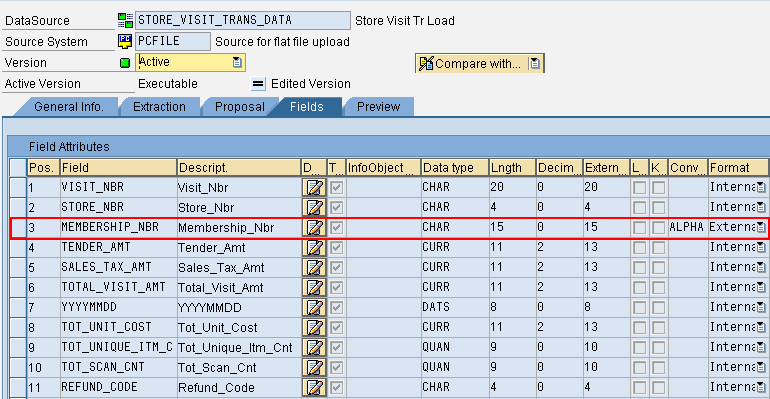 DataSource STORE_VISIT_TRANS_DATA Store Visit Tr Load
Source System PCFILE Source for flat file upload
Version Active Compare with...
Active Version Executable = Edited Version
General Info. Extraction Proposal Fields Preview
Field Attributes
Pos. Field Descript. D... T... InfoObject Data type Lngth Decim... Extern... L... K... Conv... Format
1 VISIT_NBR Visit_Nbr CHAR 20 0 20 Interna
2 STORE_NBR Store_Nbr CHAR 4 0 4 Interna
3 MEMBERSHIP_NBR Membership_Nbr CHAR 15 0 15 ALPHA Externa
4 TENDER_AMT Tender_Amt CURR 11 2 13 Interna
5 SALES_TAX_AMT Sales_Tax_Amt CURR 11 2 13 Interna
6 TOTAL_VISIT_AMT Total_Visit_Amt CURR 11 2 13 Interna
7 YYYYMMDD YYYYMMDD DATS 8 0 8 Interna
8 TOT_UNIT_COST Tot_Unit_Cost CURR 11 2 13 Interna
9 TOT_UNIQUE_ITM_C Tot_Unique_Itm_Cnt QUAN 9 0 10 Interna
10 TOT_SCAN_CNT Tot_Scan_Cnt QUAN 9 0 10 Interna
11 REFUND_CODE Refund_Code CHAR 4 0 4 Interna